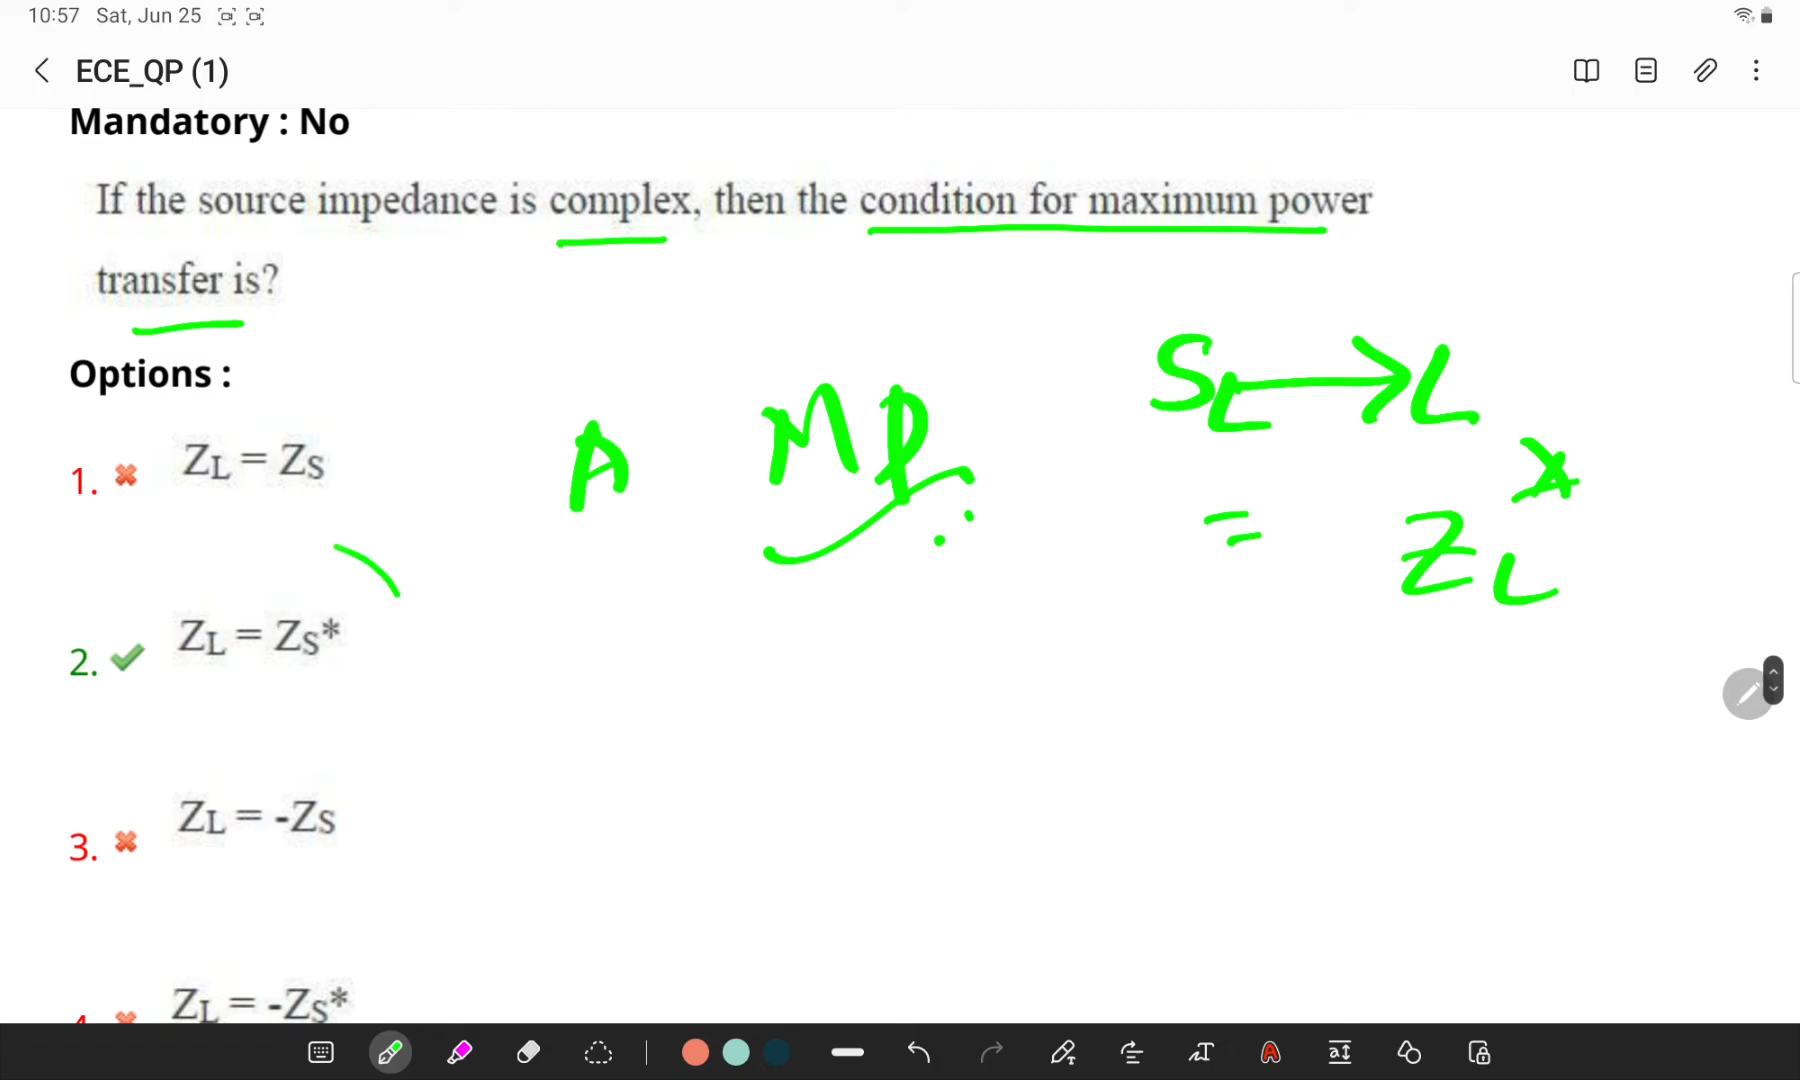 10:57 Sat, Jun 25
ECE_QP (1)
Mandatory : No
If the source impedance is complex, then the condition for maximum power
transfer is?
Options :
1. ZL = ZS
2. ZL = ZS*
3. ZL = -ZS
4. ZL = -ZS*
A MP
SL → L
= ZL*